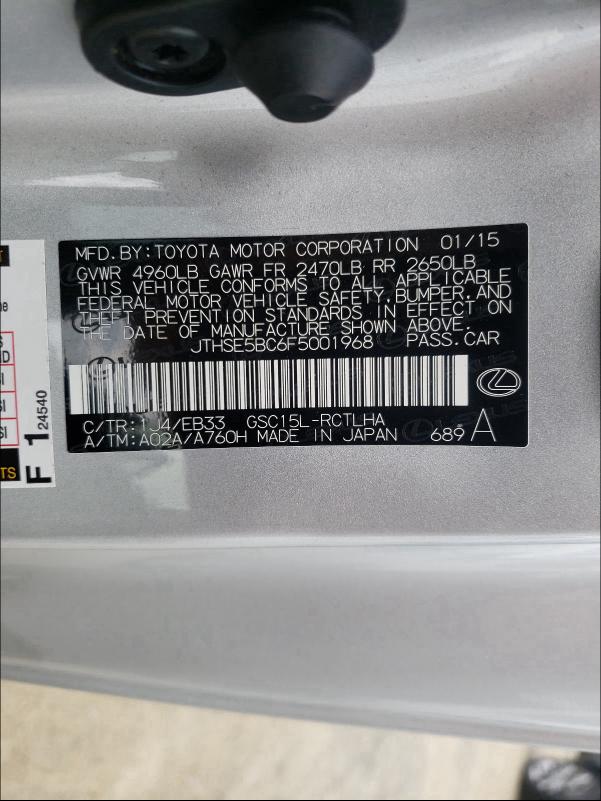 MFD.BY:TOYOTA MOTOR CORPORATION 01/15
GVWR 4960LB GAWR FR 2470LB RR 2650LB
THIS VEHICLE CONFORMS TO ALL APPLICABLE
FEDERAL MOTOR VEHICLE SAFETY,BUMPER,AND
THEFT PREVENTION STANDARDS IN EFFECT ON
THE DATE OF MANUFACTURE SHOWN ABOVE.
JTHSE5BC6F5001968 PASS.CAR
C/TR:1J4/EB33 GSC15L-RCTLHA
A/TM:A02A/A760H MADE IN JAPAN 689 A
F 1 24540